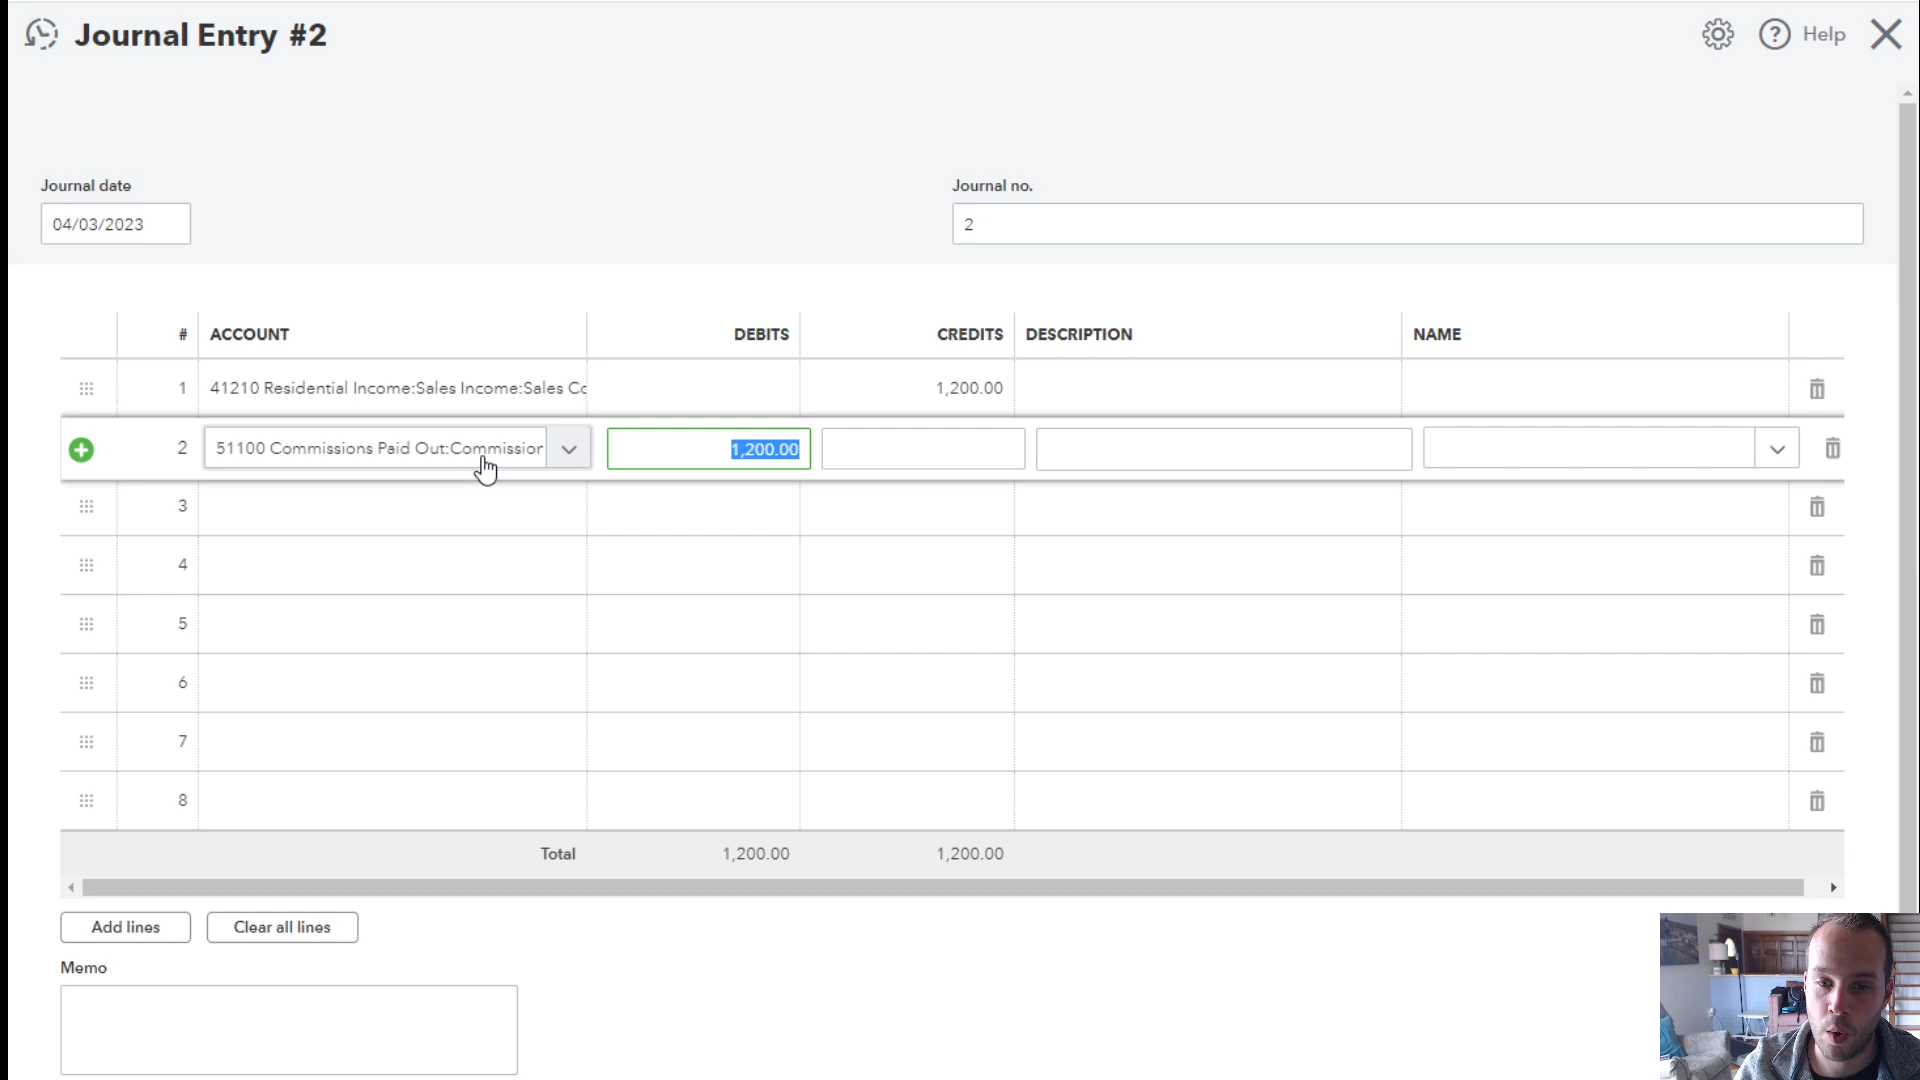 Journal Entry #2
Help
Journal date
Journal no.
04/03/2023
2
# ACCOUNT DEBITS CREDITS DESCRIPTION NAME
1 41210 Residential Income:Sales Income:Sales Co 1,200.00
2 51100 Commissions Paid Out:Commission 1,200.00
3
4
5
6
7
8
Total 1,200.00 1,200.00
Add lines Clear all lines
Memo